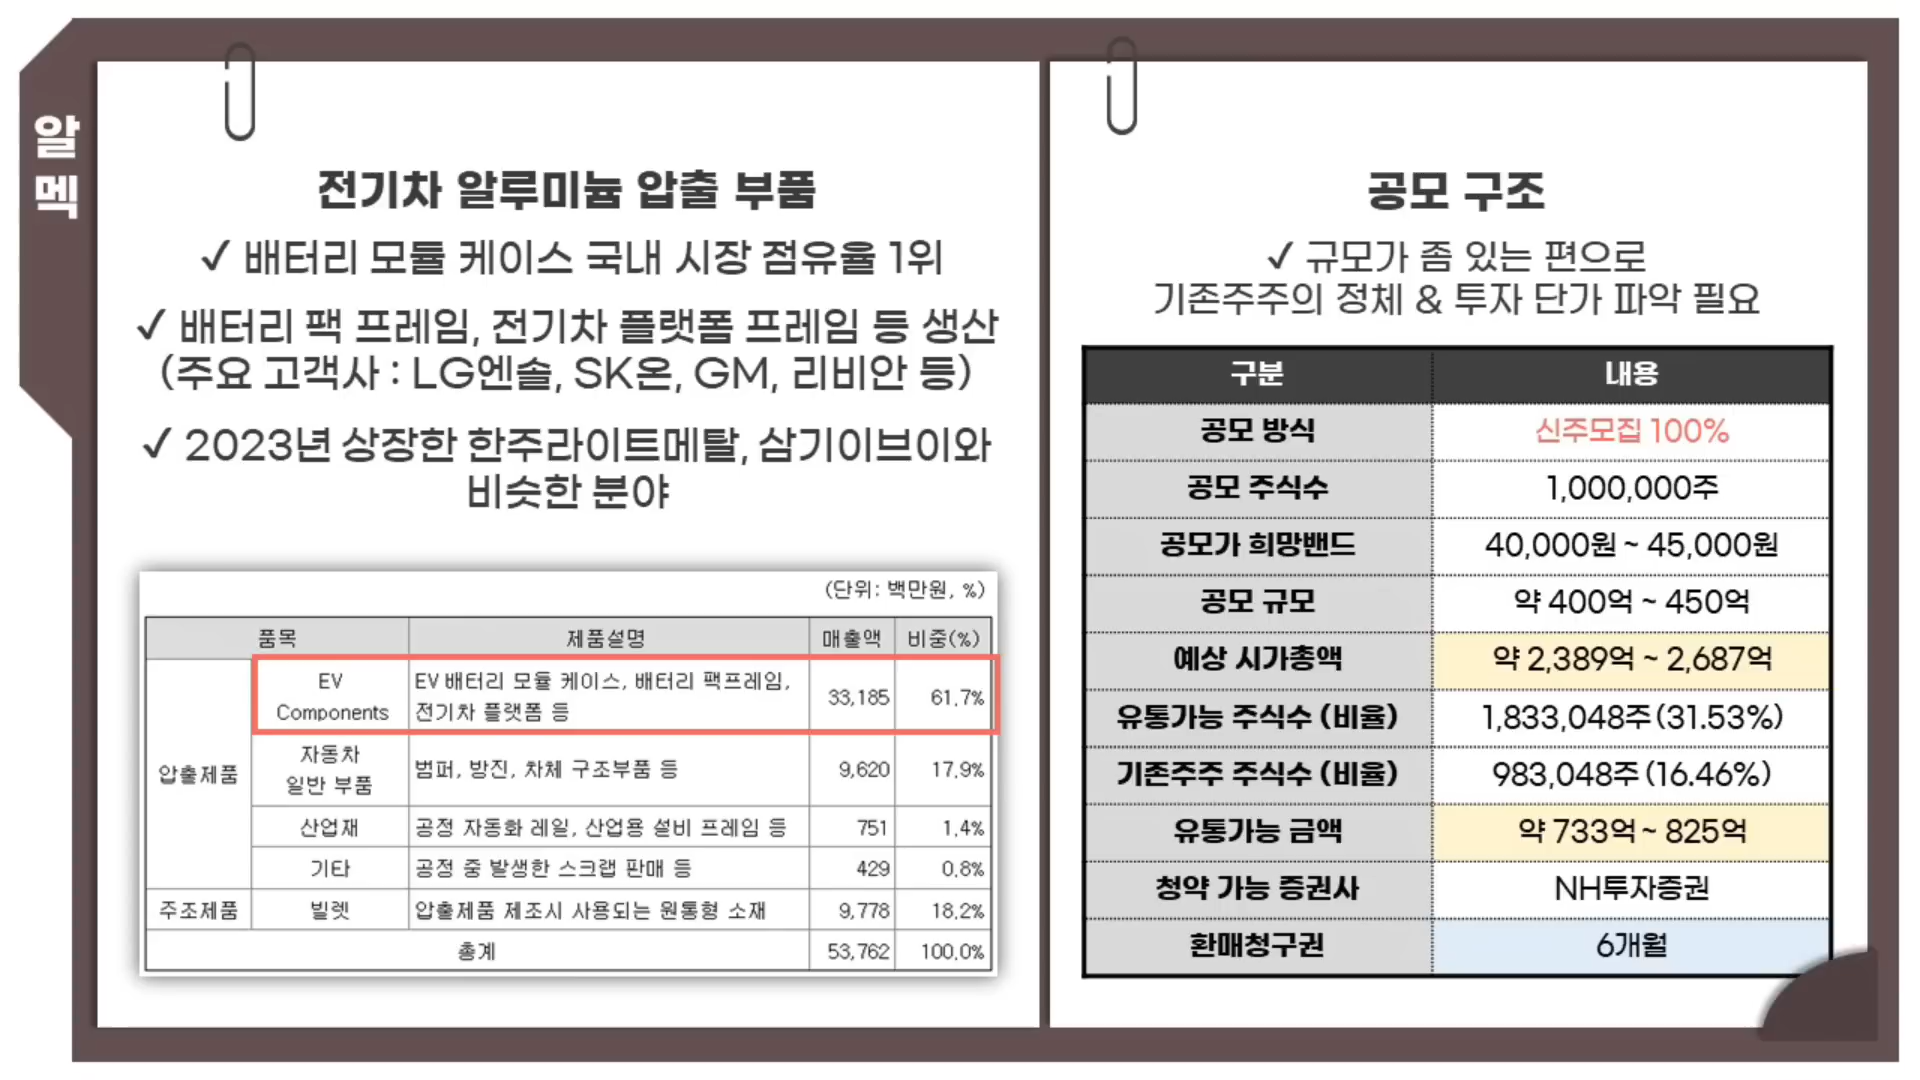 알
멕
전기차 알루미늄 압출 부품
✓ 배터리 모듈 케이스 국내 시장 점유율 1위
✓ 배터리 팩 프레임, 전기차 플랫폼 프레임 등 생산
(주요 고객사 : LG엔솔, SK온, GM, 리비안 등)
✓ 2023년 상장한 한주라이트메탈, 삼기이브이와
비슷한 분야
(단위: 백만원, %)
품목 제품설명 매출액 비중(%)
압출제품
EV
Components
EV 배터리 모듈 케이스, 배터리 팩프레임,
전기차 플랫폼 등
33,185 61.7%
자동차
일반 부품
범퍼, 방진, 차체 구조부품 등 9,620 17.9%
산업재 공정 자동화 레일, 산업용 설비 프레임 등 751 1.4%
기타 공정 중 발생한 스크랩 판매 등 429 0.8%
주조제품 빌렛 압출제품 제조시 사용되는 원통형 소재 9,778 18.2%
총계 53,762 100.0%
공모 구조
✓ 규모가 좀 있는 편으로
기존주주의 정체 & 투자 단가 파악 필요
구분 내용
공모 방식 신주모집 100%
공모 주식수 1,000,000주
공모가 희망밴드 40,000원 ~ 45,000원
공모 규모 약 400억 ~ 450억
예상 시가총액 약 2,389억 ~ 2,687억
유통가능 주식수 (비율) 1,833,048주 (31.53%)
기존주주 주식수 (비율) 983,048주 (16.46%)
유통가능 금액 약 733억 ~ 825억
청약 가능 증권사 NH투자증권
환매청구권 6개월